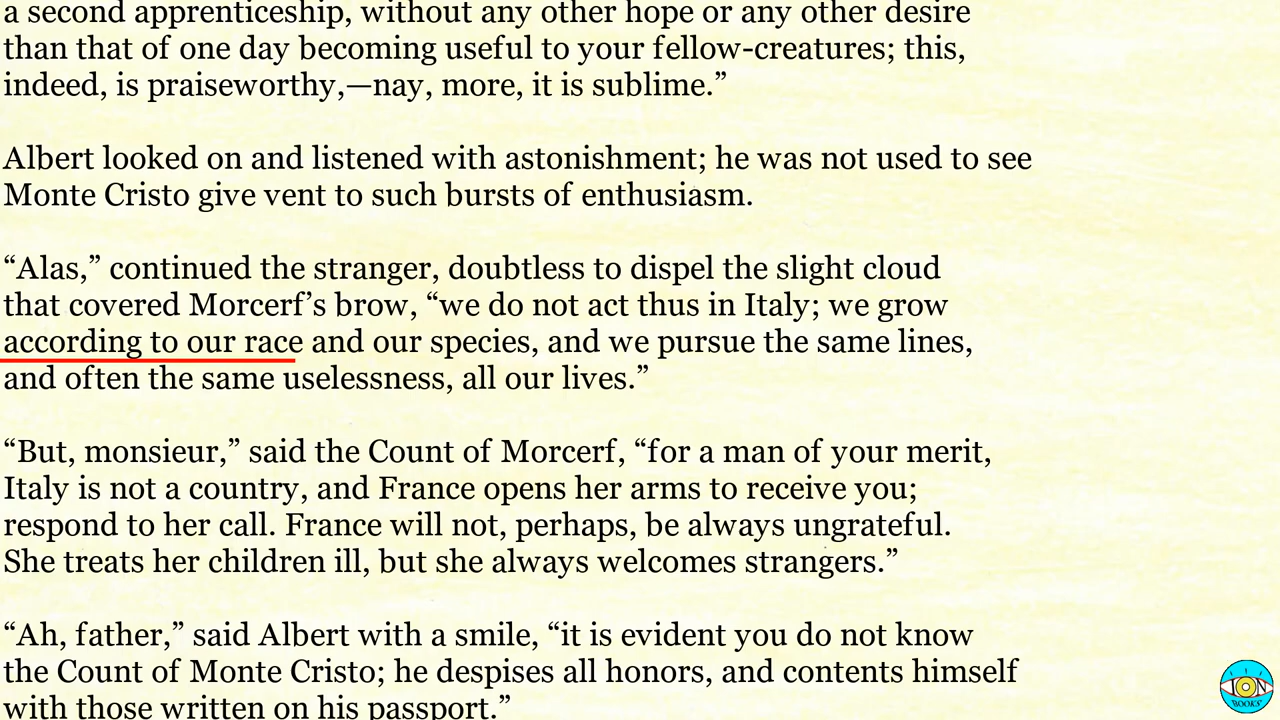 a second apprenticeship, without any other hope or any other desire
than that of one day becoming useful to your fellow-creatures; this,
indeed, is praiseworthy,—nay, more, it is sublime.”
Albert looked on and listened with astonishment; he was not used to see
Monte Cristo give vent to such bursts of enthusiasm.
“Alas,” continued the stranger, doubtless to dispel the slight cloud
that covered Morcerf’s brow, “we do not act thus in Italy; we grow
according to our race and our species, and we pursue the same lines,
and often the same uselessness, all our lives.”
“But, monsieur,” said the Count of Morcerf, “for a man of your merit,
Italy is not a country, and France opens her arms to receive you;
respond to her call. France will not, perhaps, be always ungrateful.
She treats her children ill, but she always welcomes strangers.”
“Ah, father,” said Albert with a smile, “it is evident you do not know
the Count of Monte Cristo; he despises all honors, and contents himself
with those written on his passport.”
ION
BOOKS